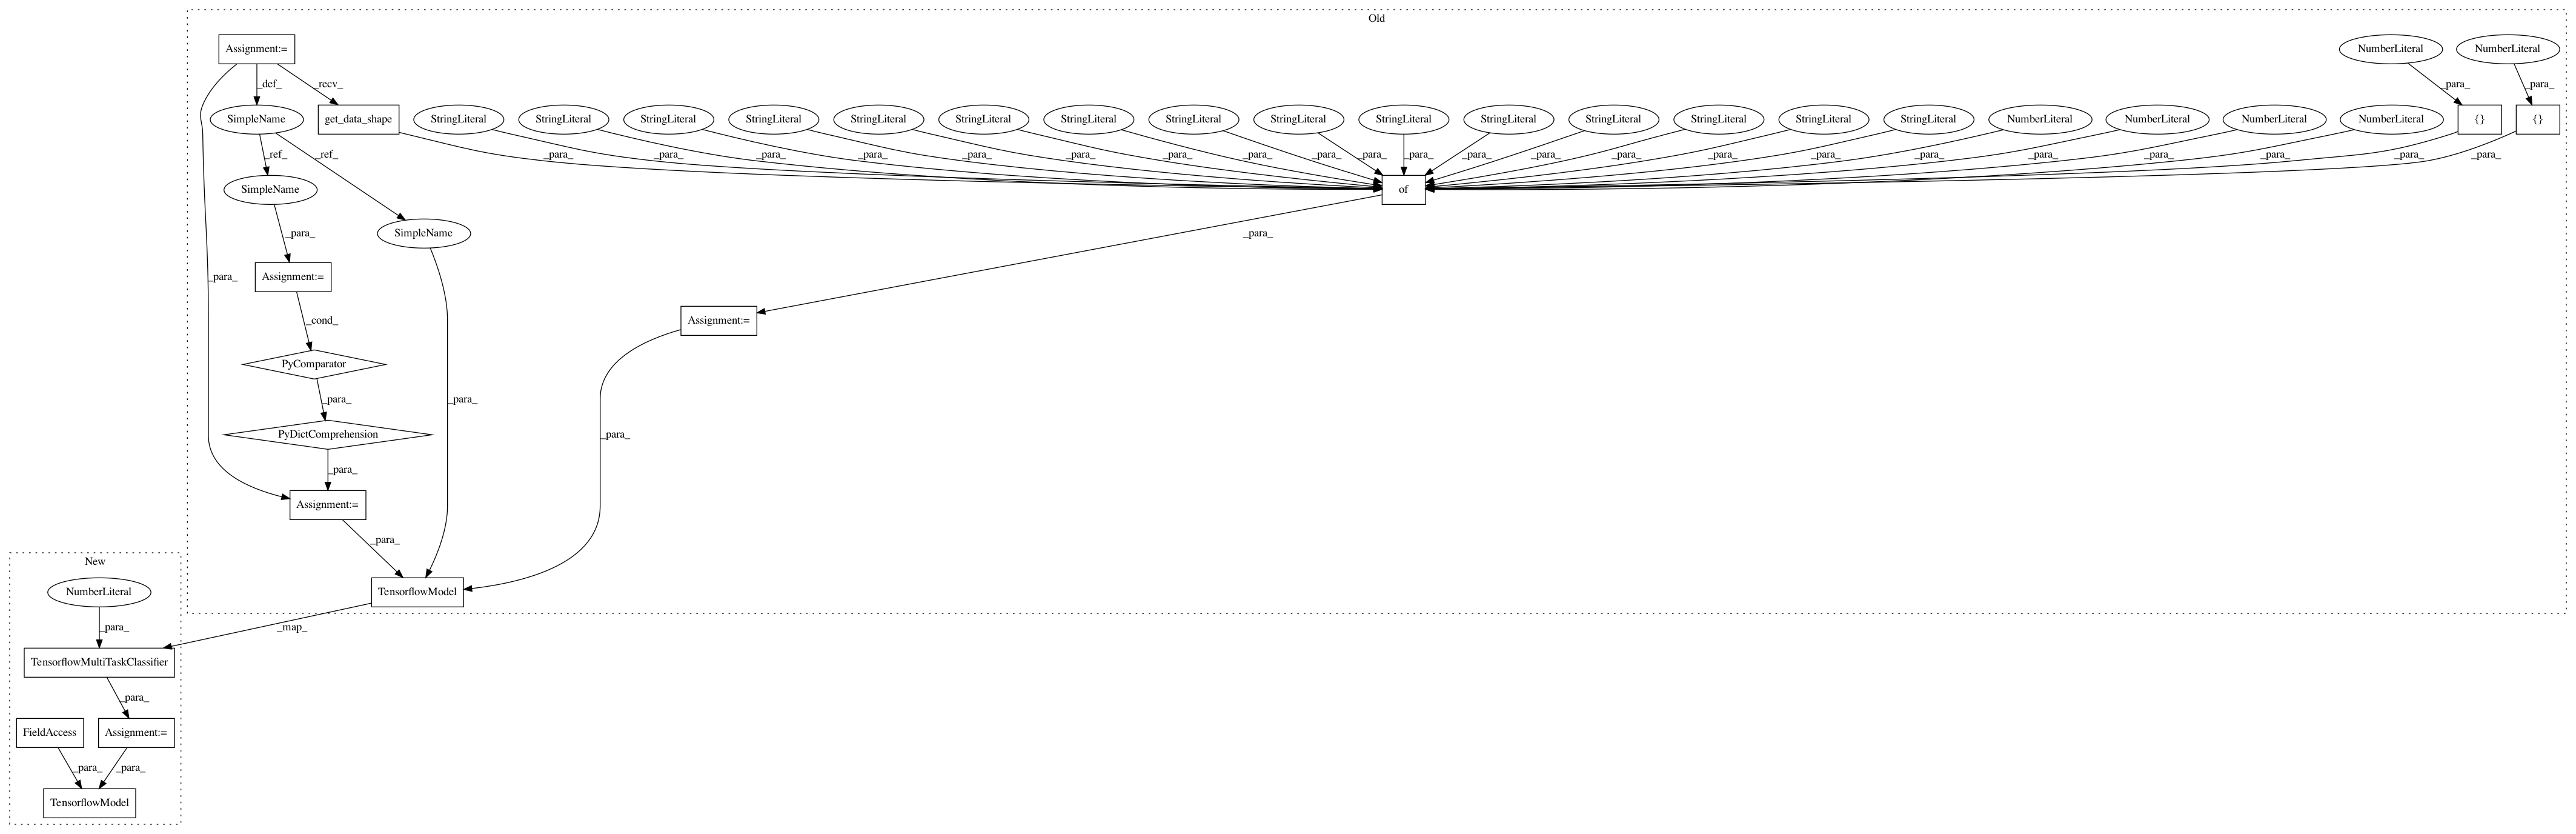 Old
Assignment:=
NumberLiteral NumberLiteral
_def_ _recv_ _para_ _para_
SimpleName get_data_shape StringLiteral StringLiteral StringLiteral StringLiteral StringLiteral StringLiteral StringLiteral StringLiteral StringLiteral StringLiteral StringLiteral StringLiteral StringLiteral StringLiteral StringLiteral NumberLiteral NumberLiteral NumberLiteral NumberLiteral {} {}
_ref_ _ref_ _para_ _para_ _para_ _para_ _para_ _para_ _para_ _para_ _para_ _para_ _para_ _para_ _para_ _para_ _para_ _para_ _para_ _para_ _para_ _para_ _para_
SimpleName of
_para_ SimpleName _para_
_para_ Assignment:=
_cond_ Assignment:=
PyComparator
_para_ _para_
PyDictComprehension _para_
_para_
Assignment:=
_para_
New
NumberLiteral TensorflowModel
_para_ _map_
TensorflowMultiTaskClassifier
_para_
FieldAccess Assignment:=
_para_ _para_
TensorflowModel